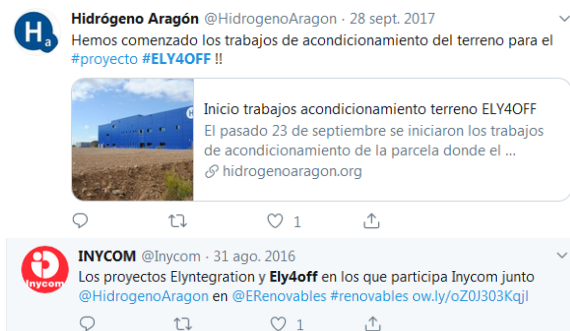 Hidrógeno Aragón @HidrogenoAragon · 28 sept. 2017
Hemos comenzado los trabajos de acondicionamiento del terreno para el
#proyecto #ELY4OFF !!
Inicio trabajos acondicionamiento terreno ELY4OFF
El pasado 23 de septiembre se iniciaron los trabajos
de acondicionamiento de la parcela donde el ...
hidrogenoaragon.org
1
INYCOM @Inycom · 31 ago. 2016
Los proyectos Elyntegration y Ely4off en los que participa Inycom junto
@HidrogenoAragon en @ERenovables #renovables ow.ly/oZ0J303KqjI
1
Ha
Inycom